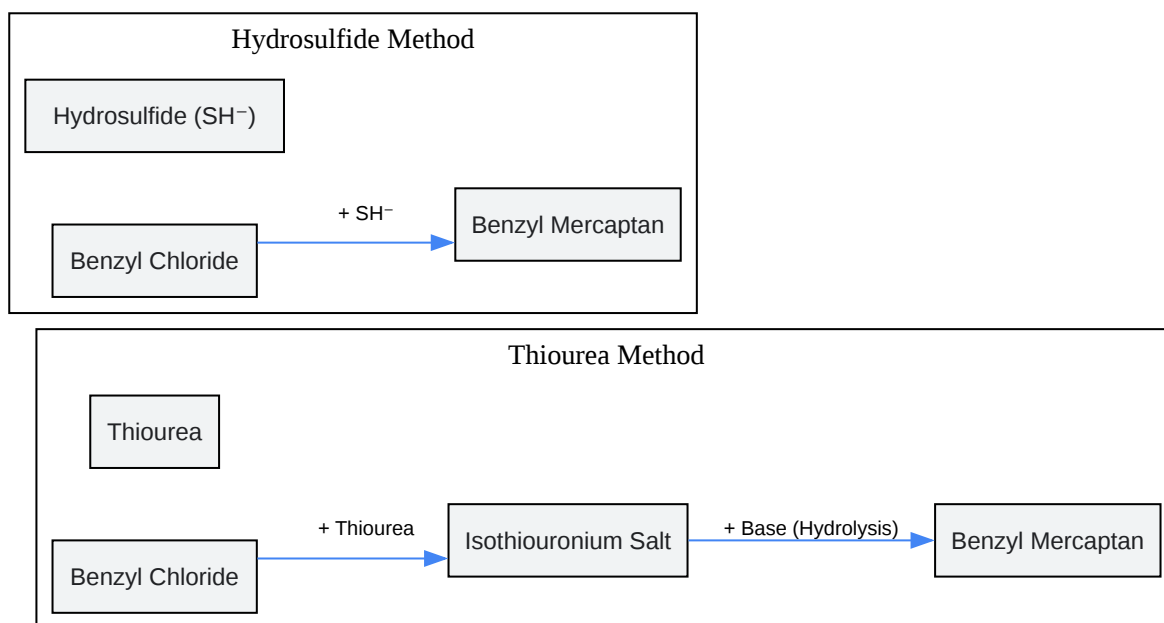 Hydrosulfide Method
Hydrosulfide (SH⁻)
+ SH⁻
Benzyl Mercaptan
Benzyl Chloride
Thiourea Method
Thiourea
+ Thiourea
Isothiouronium Salt
+ Base (Hydrolysis)
Benzyl Mercaptan
Benzyl Chloride